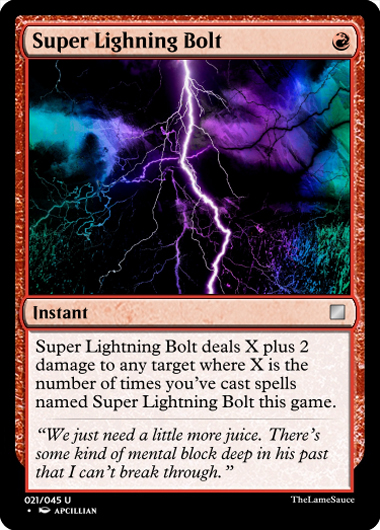 Super Lighning Bolt
Instant
Super Lightning Bolt deals X plus 2
damage to any target where X is the
number of times you've cast spells
named Super Lightning Bolt this game.
“We just need a little more juice. There's
some kind of mental block deep in his past
that I can't break through.”
021/045 U
TheLameSauce
• APCILLIAN